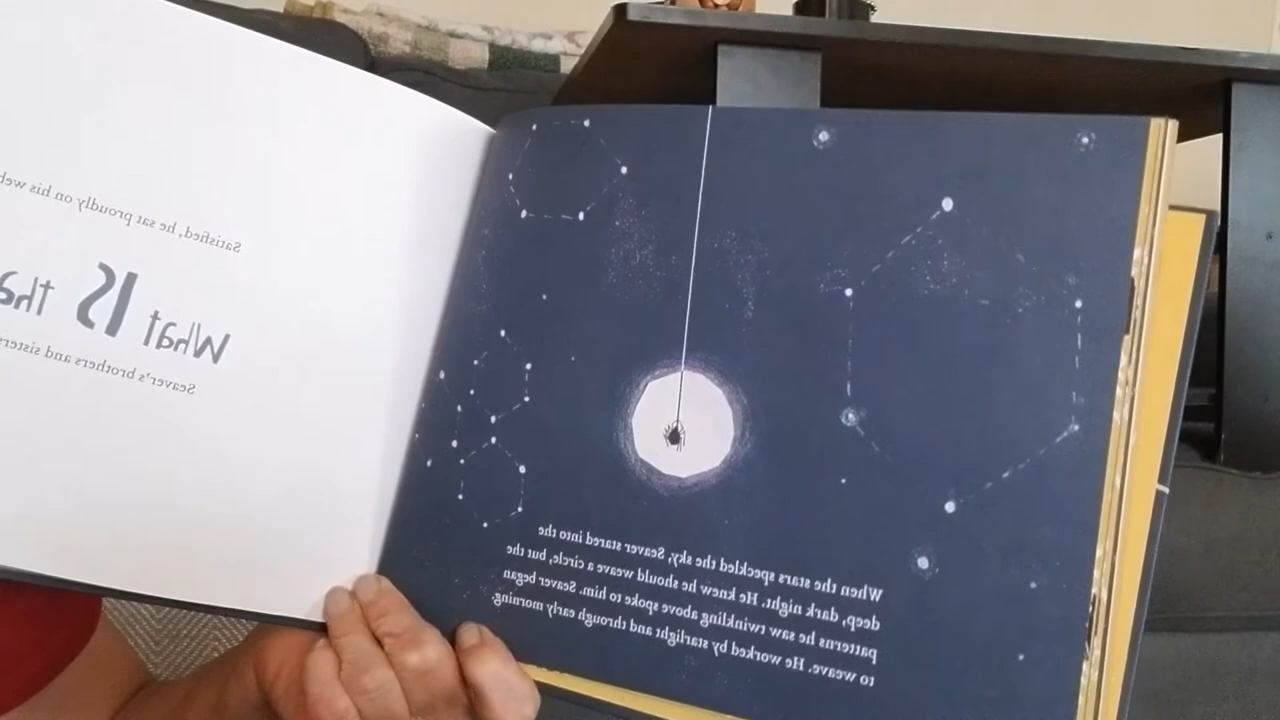 When the stars speckled the sky, Seaver stared into the
deep, dark night. He knew he should weave a circle, but the
patterns he saw twinkling above spoke to him. Seaver began
to weave. He worked by starlight and through early morning.
Satisfied, he sat proudly on his web
What IS
Seaver's brothers and sisters